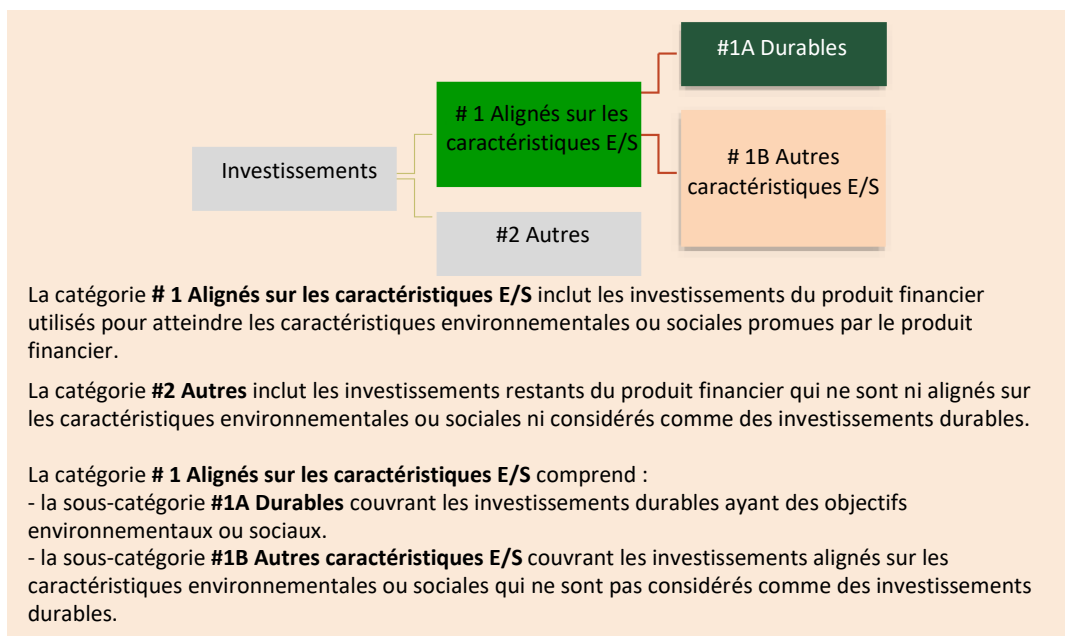 #1A Durables
# 1 Alignés sur les
caractéristiques E/S
# 1B Autres
caractéristiques E/S
Investissements
#2 Autres
La catégorie # 1 Alignés sur les caractéristiques E/S inclut les investissements du produit financier
utilisés pour atteindre les caractéristiques environnementales ou sociales promues par le produit
financier.
La catégorie #2 Autres inclut les investissements restants du produit financier qui ne sont ni alignés sur
les caractéristiques environnementales ou sociales ni considérés comme des investissements durables.
La catégorie # 1 Alignés sur les caractéristiques E/S comprend :
- la sous-catégorie #1A Durables couvrant les investissements durables ayant des objectifs
environnementaux ou sociaux.
- la sous-catégorie #1B Autres caractéristiques E/S couvrant les investissements alignés sur les
caractéristiques environnementales ou sociales qui ne sont pas considérés comme des investissements
durables.